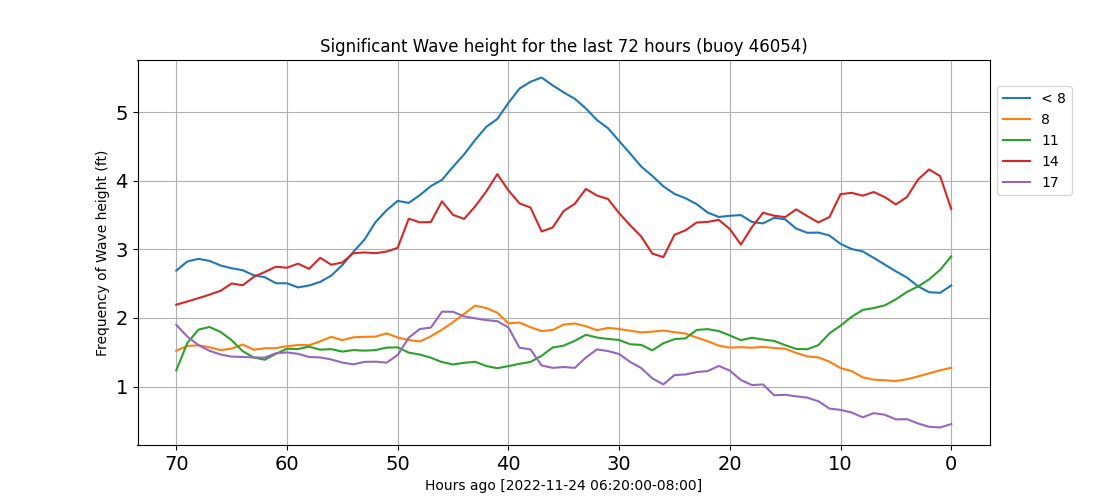 Significant Wave height for the last 72 hours (buoy 46054)
Frequency of Wave height (ft)
5
4
3
2
1
70 60 50 40 30 20 10 0
Hours ago [2022-11-24 06:20:00-08:00]
< 8
8
11
14
17